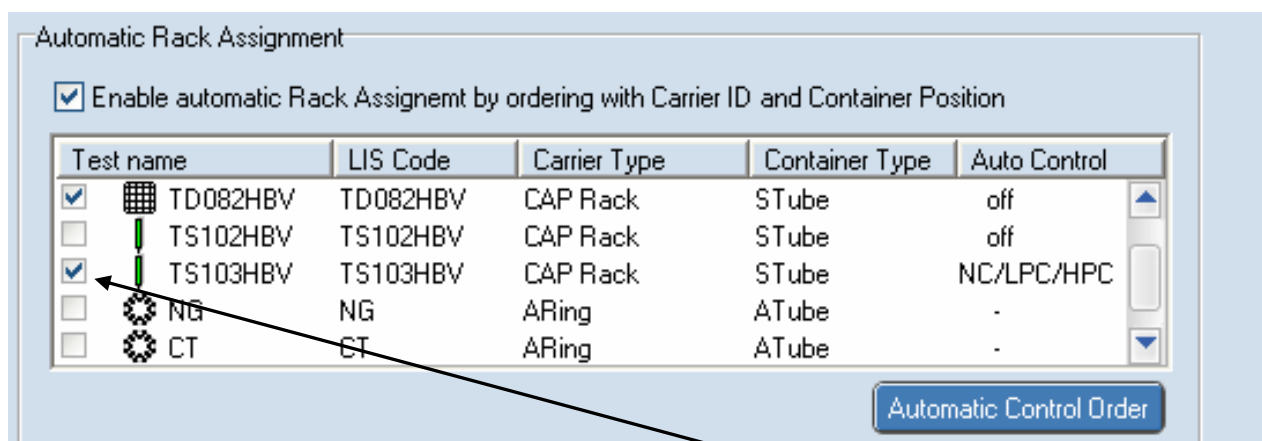 Automatic Rack Assignment
Enable automatic Rack Assignemt by ordering with Carrier ID and Container Position
Test name LIS Code Carrier Type Container Type Auto Control
TD082HBV TD082HBV CAP Rack STube off
TS102HBV TS102HBV CAP Rack STube off
TS103HBV TS103HBV CAP Rack STube NC/LPC/HPC
NG NG ARing ATube -
CT CT ARing ATube -
Automatic Control Order